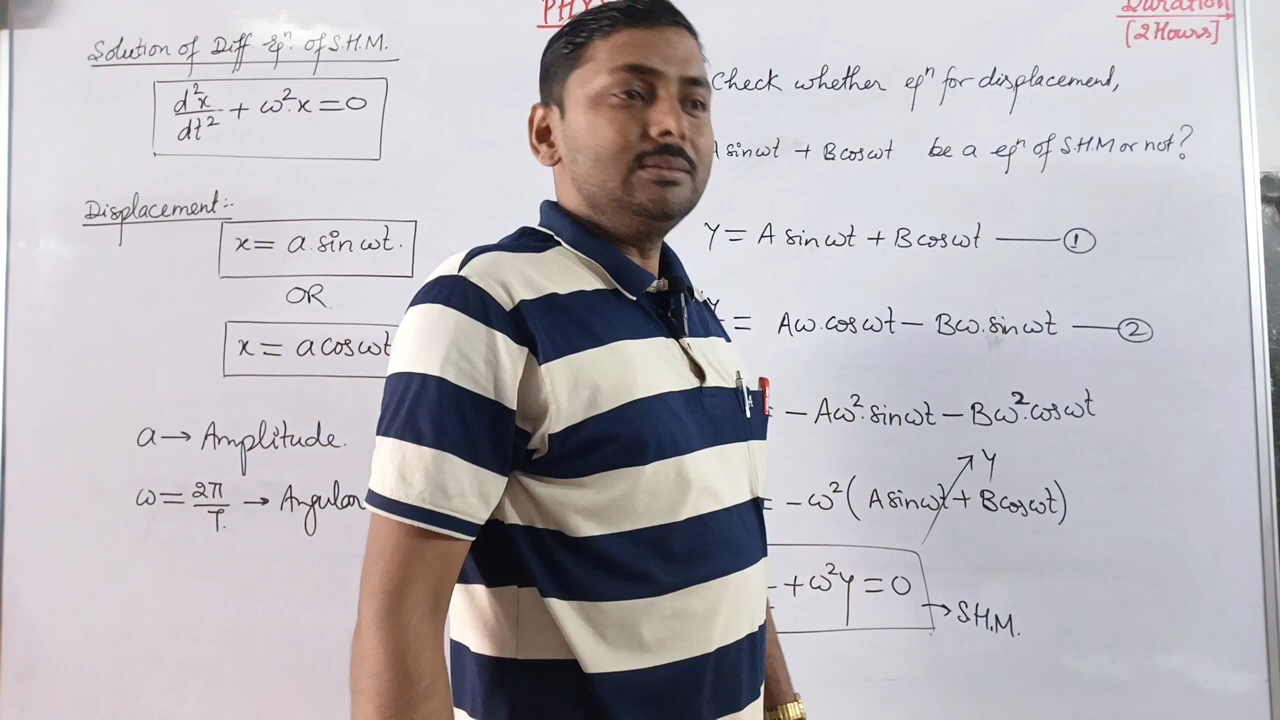 Solution of Diff Eqⁿ. of S.H.M.
d²x/dt² + ω²x = 0
Displacement:-
x = a.sinωt.
OR
x = a cosωt
a → Amplitude.
ω = 2π/T. → Angular
PHY
Duration
[2 Hours]
Check whether eqⁿ for displacement,
A sinωt + B cosωt be a eqⁿ of S.H.M or not?
Y = A sinωt + B cosωt —— ①
= Aω.cosωt − Bω.sinωt —— ②
= − Aω².sinωt − Bω².cosωt
Y
= −ω² (A sinωt + B cosωt)
+ ω²y = 0
→ S.H.M.